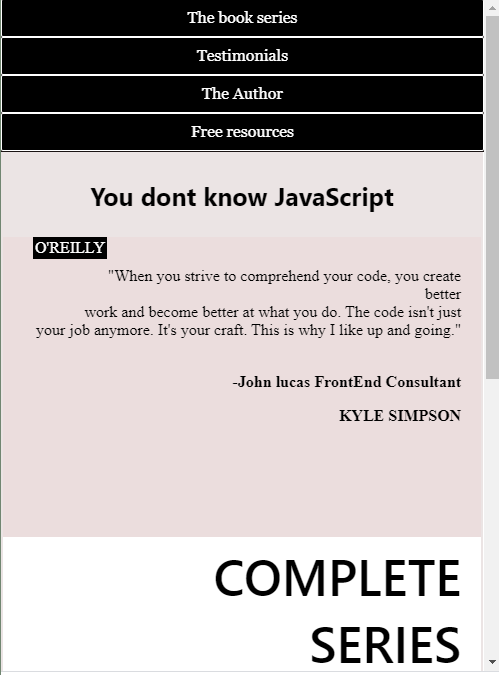 The book series
Testimonials
The Author
Free resources
You dont know JavaScript
O'REILLY
"When you strive to comprehend your code, you create
better
work and become better at what you do. The code isn't just
your job anymore. It's your craft. This is why I like up and going."
-John lucas FrontEnd Consultant
KYLE SIMPSON
COMPLETE
SERIES